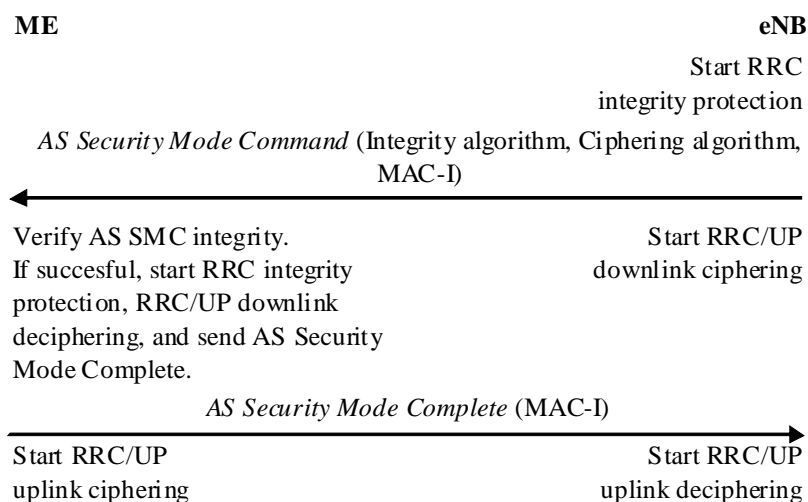 ME eNB
Start RRC
integrity protection
AS Security Mode Command (Integrity algorithm, Ciphering algorithm,
MAC-I)
Verify AS SMC integrity.
If succesful, start RRC integrity
protection, RRC/UP downlink
deciphering, and send AS Security
Mode Complete.
Start RRC/UP
downlink ciphering
AS Security Mode Complete (MAC-I)
Start RRC/UP
uplink ciphering
Start RRC/UP
uplink deciphering